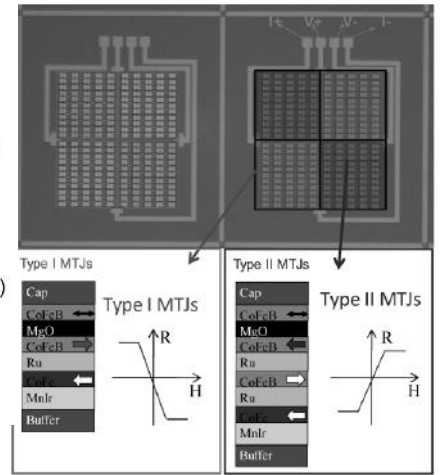 I+ V+ V- I-
)
Type I MTJs
Cap
CoFeB
MgO
CoFeB
Ru
CoFe
MnIr
Buffer
Type I MTJs
R
H
Type II MTJs
Cap
CoFeB
MgO
CoFeB
Ru
CoFeB
Ru
CoFe
MnIr
Buffer
Type II MTJs
R
H